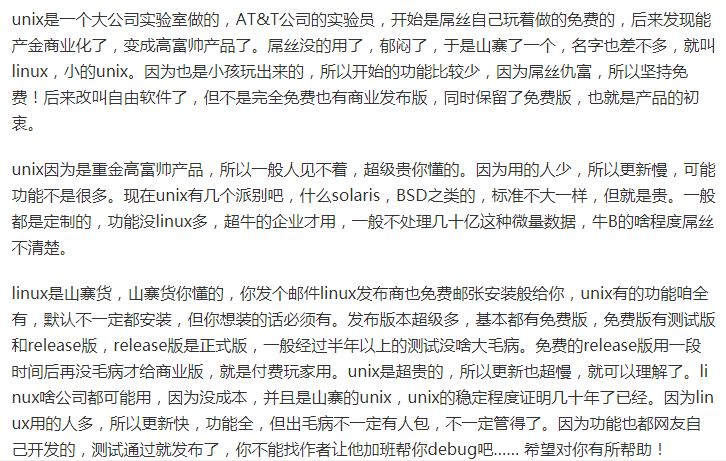 unix是一个大公司实验室做的，AT&T公司的实验员，开始是屌丝自己玩着做的免费的，后来发现能
产金商业化了，变成高富帅产品了。屌丝没的用了，郁闷了，于是山寨了一个，名字也差不多，就叫
linux，小的unix。因为也是小孩玩出来的，所以开始的功能比较少，因为屌丝仇富，所以坚持免
费！后来改叫自由软件了，但不是完全免费也有商业发布版，同时保留了免费版，也就是产品的初
衷。
unix因为是重金高富帅产品，所以一般人见不着，超级贵你懂的。因为用的人少，所以更新慢，可能
功能不是很多。现在unix有几个派别吧，什么solaris，BSD之类的，标准不大一样，但就是贵。一般
都是定制的，功能没linux多，超牛的企业才用，一般不处理几十亿这种微量数据，牛B的啥程度屌丝
不清楚。
linux是山寨货，山寨货你懂的，你发个邮件linux发布商也免费邮张安装般给你，unix有的功能咱全
有，默认不一定都安装，但你想装的话必须有。发布版本超级多，基本都有免费版，免费版有测试版
和release版，release版是正式版，一般经过半年以上的测试没啥大毛病。免费的release版用一段
时间后再没毛病才给商业版，就是付费玩家用。unix是超贵的，所以更新也超慢，就可以理解了。li
nux啥公司都可能用，因为没成本，并且是山寨的unix，unix的稳定程度证明几十年了已经。因为lin
ux用的人多，所以更新快，功能全，但出毛病不一定有人包，不一定管得了。因为功能也都网友自
己开发的，测试通过就发布了，你不能找作者让他加班帮你debug吧…… 希望对你有所帮助！